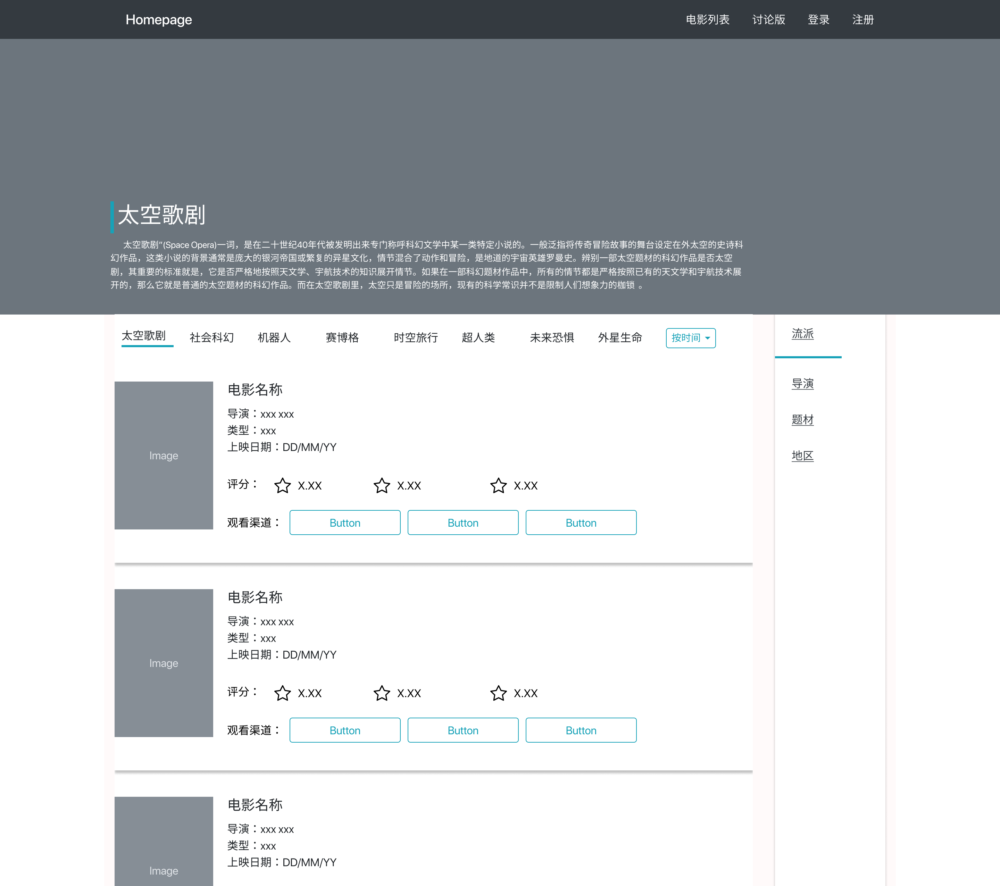 Homepage 电影列表 讨论版 登录 注册
太空歌剧
太空歌剧”(Space Opera)一词，是在二十世纪40年代被发明出来专门称呼科幻文学中某一类特定小说的。一般泛指将传奇冒险故事的舞台设定在外太空的史诗科
幻作品，这类小说的背景通常是庞大的银河帝国或繁复的异星文化，情节混合了动作和冒险，是地道的宇宙英雄罗曼史。辨别一部太空题材的科幻作品是否太空
剧，其重要的标准就是，它是否严格地按照天文学、宇航技术的知识展开情节。如果在一部科幻题材作品中，所有的情节都是严格按照已有的天文学和宇航技术展
开的，那么它就是普通的太空题材的科幻作品。而在太空歌剧里，太空只是冒险的场所，现有的科学常识并不是限制人们想象力的枷锁 。
太空歌剧 社会科幻 机器人 赛博格 时空旅行 超人类 未来恐惧 外星生命 按时间
电影名称
导演：xxx xxx
类型：xxx
上映日期：DD/MM/YY
Image
评分： X.XX X.XX X.XX
观看渠道： Button Button Button
电影名称
导演：xxx xxx
类型：xxx
上映日期：DD/MM/YY
Image
评分： X.XX X.XX X.XX
观看渠道： Button Button Button
电影名称
导演：xxx xxx
类型：xxx
上映日期：DD/MM/YY
Image
流派
导演
题材
地区